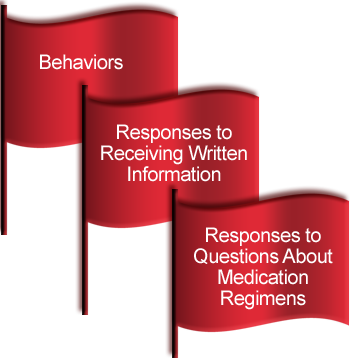 Behaviors
Responses to
Receiving Written
Information
Responses to
Questions About
Medication
Regimens